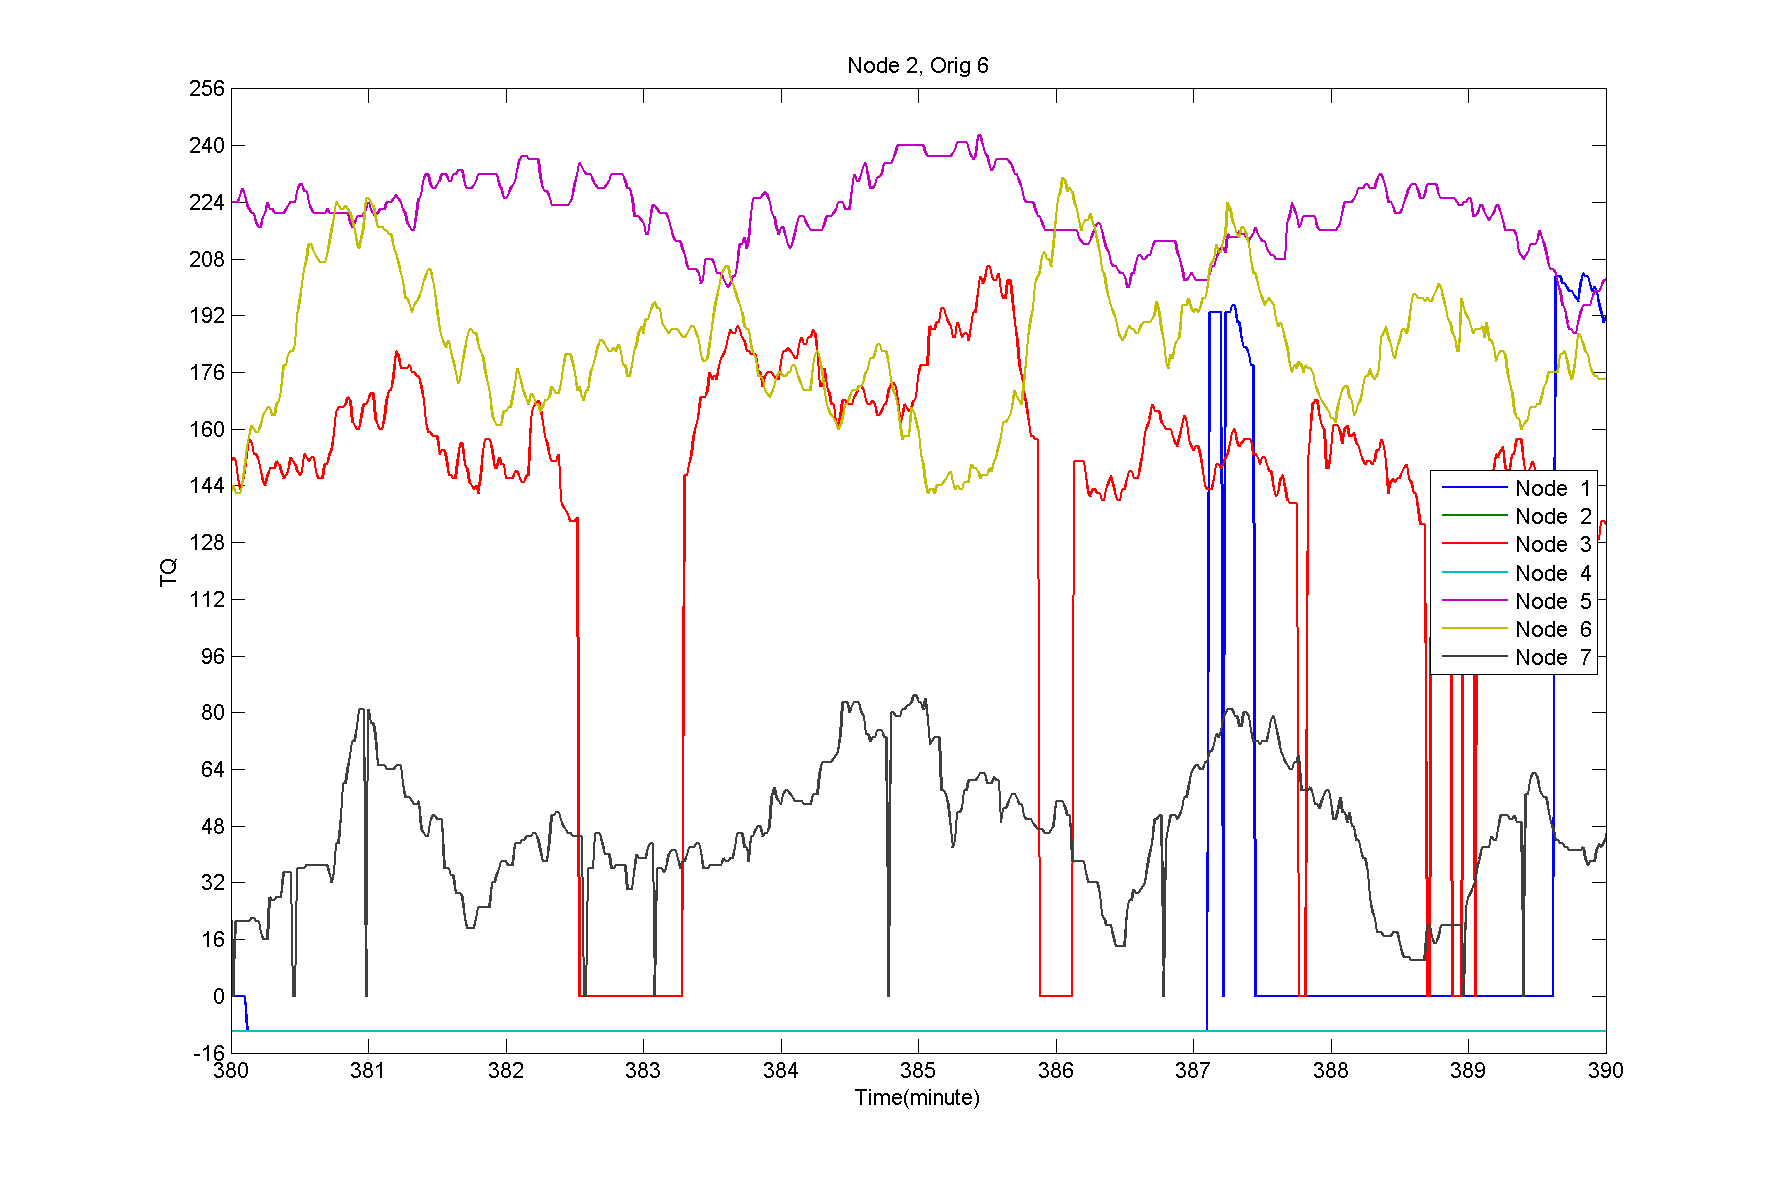 Node 2, Orig 6
256
240
224
208
192
176
160
144
128
112
96
80
64
48
32
16
0
-16
TQ
380 381 382 383 384 385 386 387 388 389 390
Time(minute)
Node 1
Node 2
Node 3
Node 4
Node 5
Node 6
Node 7